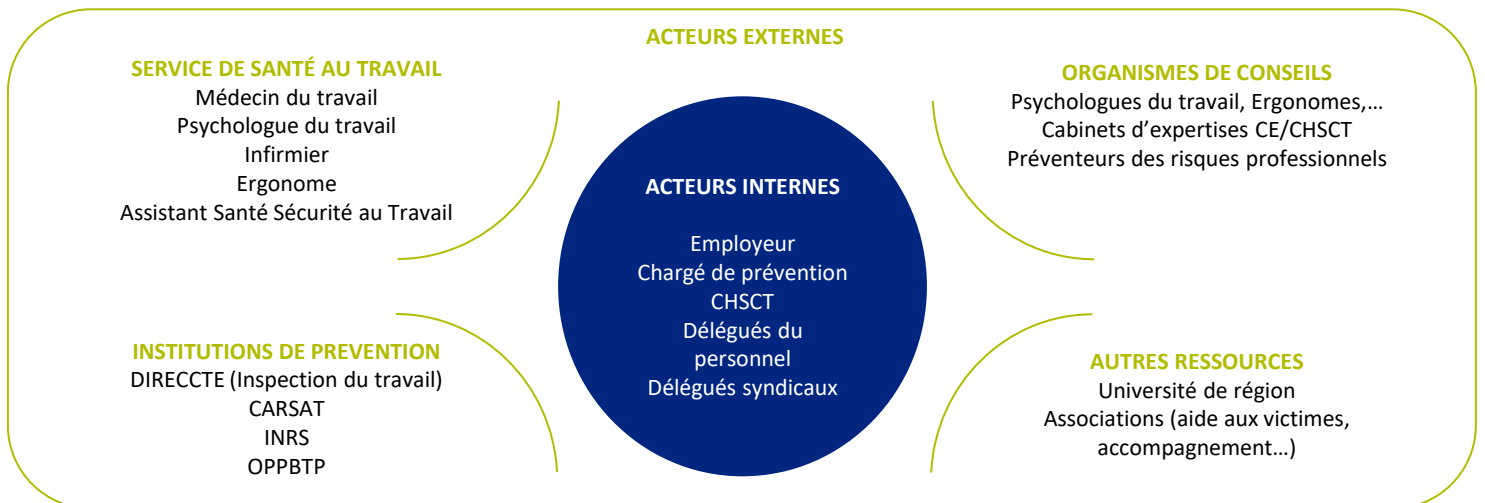 ACTEURS EXTERNES
SERVICE DE SANTÉ AU TRAVAIL
Médecin du travail
Psychologue du travail
Infirmier
Ergonome
Assistant Santé Sécurité au Travail
ORGANISMES DE CONSEILS
Psychologues du travail, Ergonomes,...
Cabinets d'expertises CE/CHSCT
Préventeurs des risques professionnels
ACTEURS INTERNES
Employeur
Chargé de prévention
CHSCT
Délégués du
personnel
Délégués syndicaux
INSTITUTIONS DE PREVENTION
DIRECCTE (Inspection du travail)
CARSAT
INRS
OPPBTP
AUTRES RESSOURCES
Université de région
Associations (aide aux victimes,
accompagnement...)